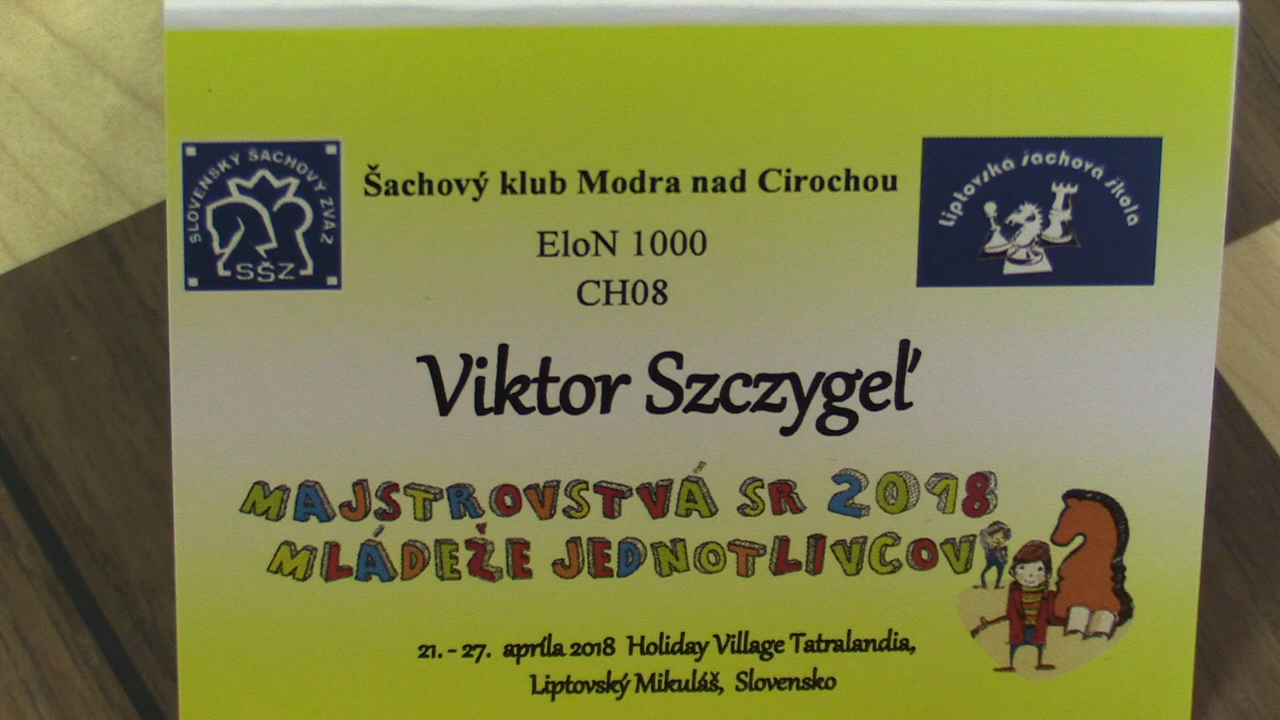 SLOVENSKÝ ŠACHOVÝ ZVÄZ
SŠZ
Šachový klub Modra nad Cirochou
EloN 1000
CH08
Liptovská šachová škola
Viktor Szczygeľ
MAJSTROVSTVÁ SR 2018
MLÁDEŽE JEDNOTLIVCOV
21. - 27. apríla 2018 Holiday Village Tatralandia,
Liptovský Mikuláš, Slovensko